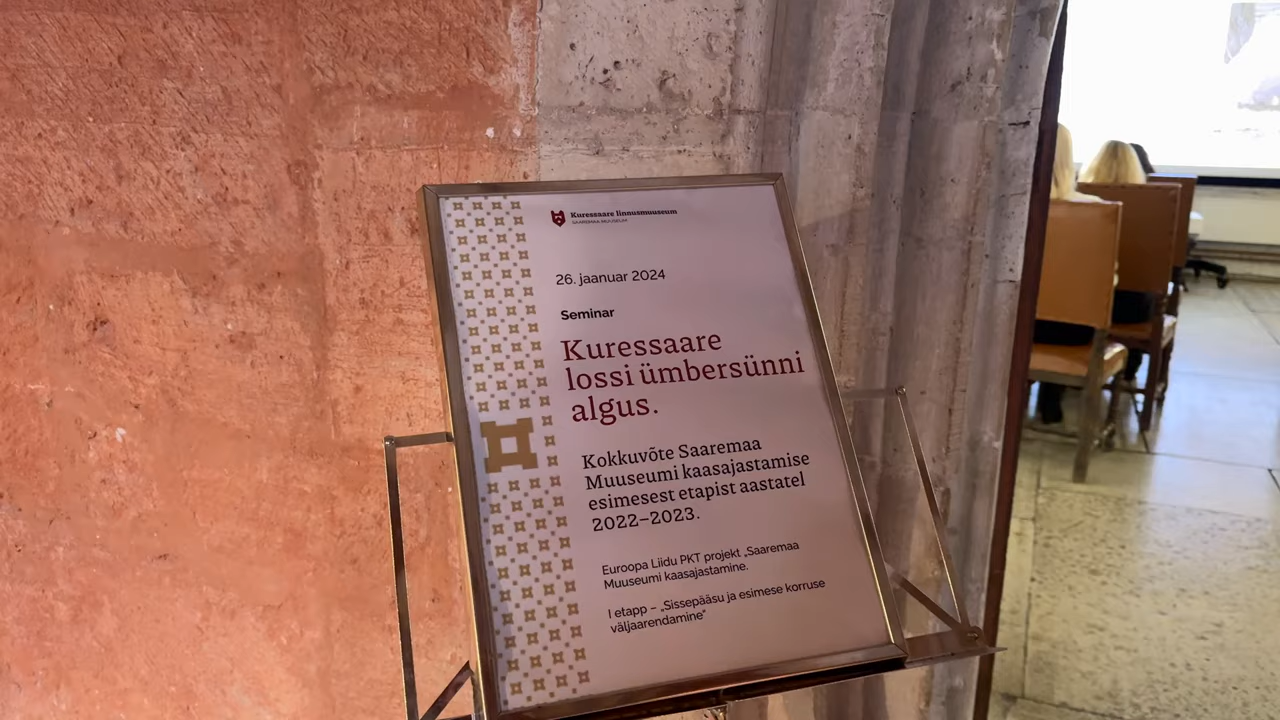 Kuressaare linnusmuuseum
SAAREMAA MUUSEUM
26. jaanuar 2024
Seminar
Kuressaare
lossi ümbersünni
algus.
Kokkuvõte Saaremaa
Muuseumi kaasajastamise
esimesest etapist aastatel
2022–2023.
Euroopa Liidu PKT projekt „Saaremaa
Muuseumi kaasajastamine.
I etapp – „Sissepääsu ja esimese korruse
väljaarendamine“